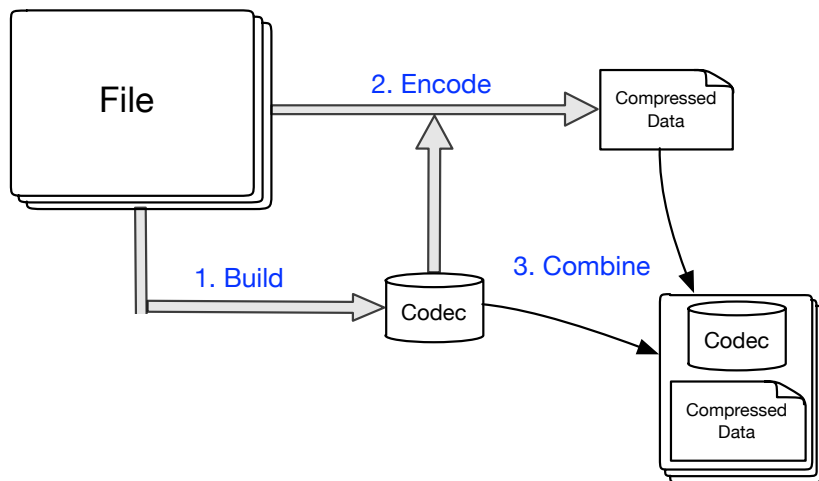 File
2. Encode
Compressed
Data
1. Build
3. Combine
Codec
Codec
Compressed
Data